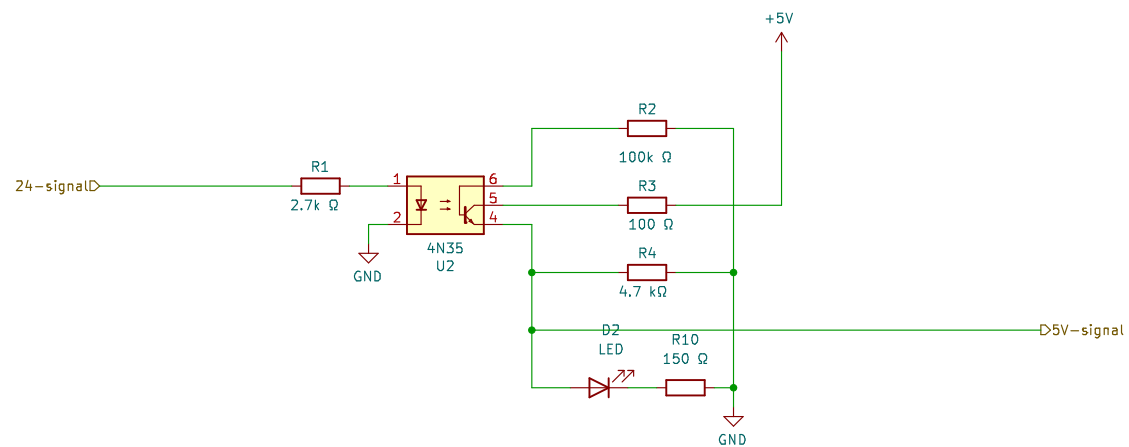 +5V
R2
100k Ω
24-signal
R1
2.7k Ω
1
2
6
5
4
4N35
U2
GND
R3
100 Ω
R4
4.7 kΩ
D2
LED
R10
150 Ω
5V-signal
GND